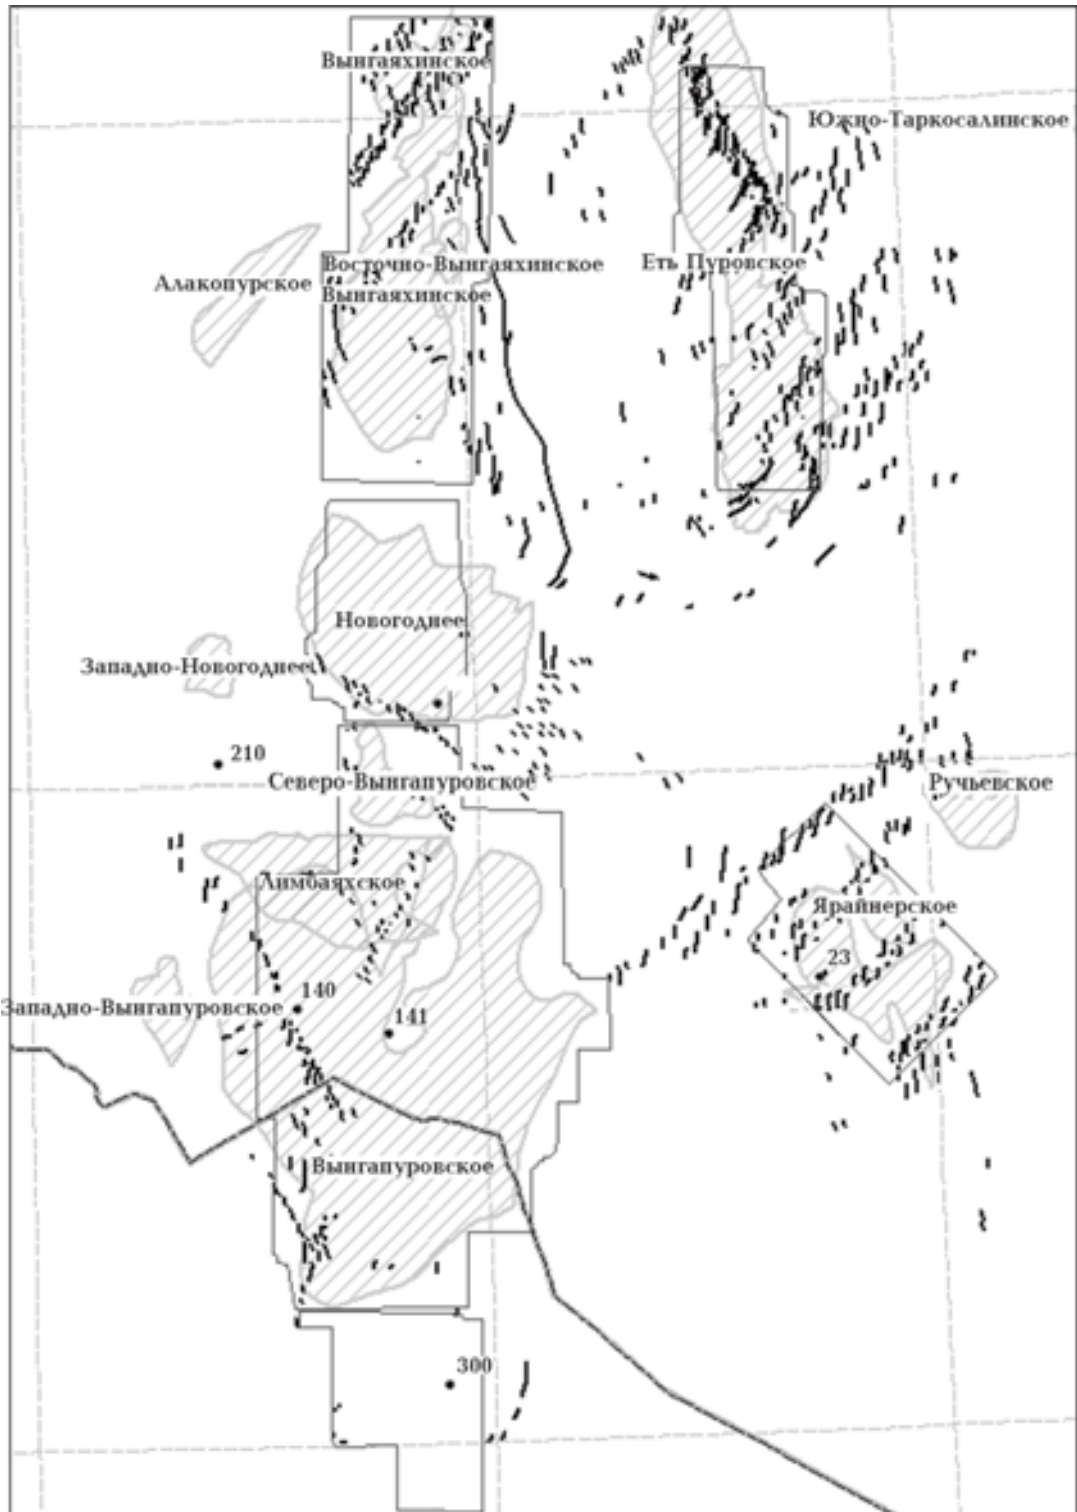 Вынгаяхинское
Южно-Таркосалинское
Восточно-Вынгаяхинское
Еть Пуровское
Алакопурское
Вынгаяхинское
Новогоднее
Западно-Новогоднее
210
Северо-Вынгапуровское
Ручьевское
Лимбаяхское
Ярайнерское
23
140
Западно-Вынгапуровское
141
Вынгапуровское
300